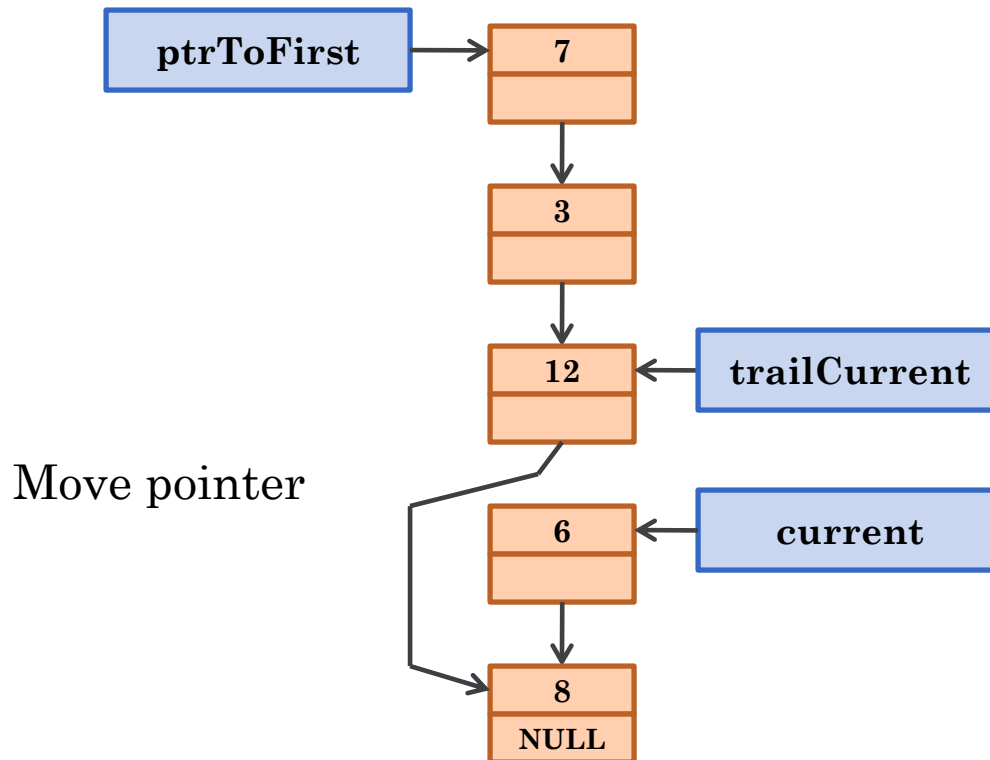 ptrToFirst
7
3
12
trailCurrent
Move pointer
6
current
8
NULL